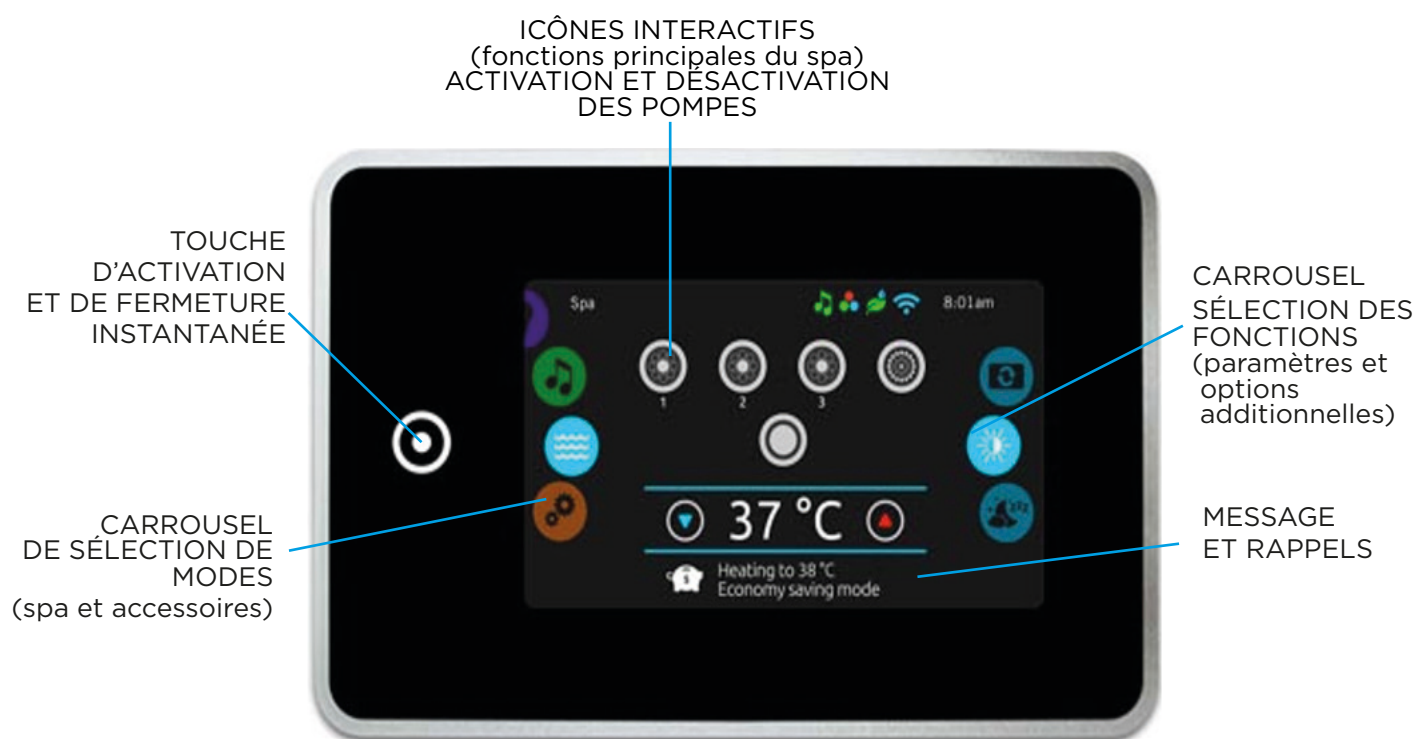 ICÔNES INTERACTIFS
(fonctions principales du spa)
ACTIVATION ET DÉSACTIVATION
DES POMPES
TOUCHE
D'ACTIVATION
ET DE FERMETURE
INSTANTANÉE
CARROUSEL
DE SÉLECTION DE
MODES
(spa et accessoires)
Spa
8:01am
1
2
3
37 °C
Heating to 38 °C
Economy saving mode
CARROUSEL
SÉLECTION DES
FONCTIONS
(paramètres et
options
additionnelles)
MESSAGE
ET RAPPELS